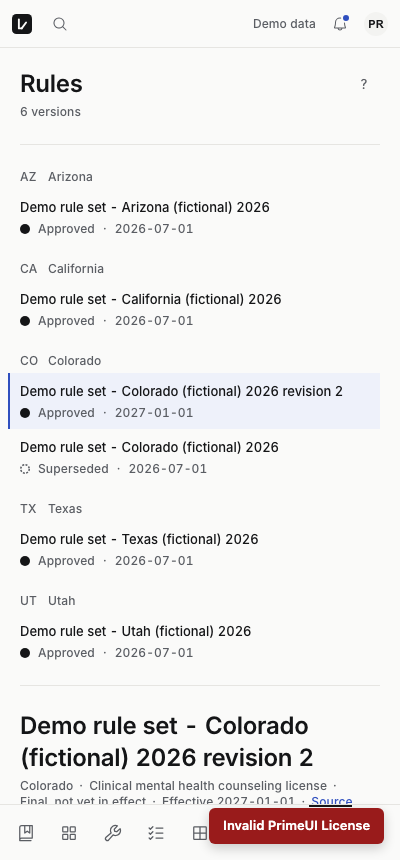 Demo data
PR
Rules
?
6 versions
AZ Arizona
Demo rule set - Arizona (fictional) 2026
Approved · 2026-07-01
CA California
Demo rule set - California (fictional) 2026
Approved · 2026-07-01
CO Colorado
Demo rule set - Colorado (fictional) 2026 revision 2
Approved · 2027-01-01
Demo rule set - Colorado (fictional) 2026
Superseded · 2026-07-01
TX Texas
Demo rule set - Texas (fictional) 2026
Approved · 2026-07-01
UT Utah
Demo rule set - Utah (fictional) 2026
Approved · 2026-07-01
Demo rule set - Colorado
(fictional) 2026 revision 2
Colorado · Clinical mental health counseling license ·
Final, not yet in effect · Effective 2027-01-01 · Source
Invalid PrimeUI License